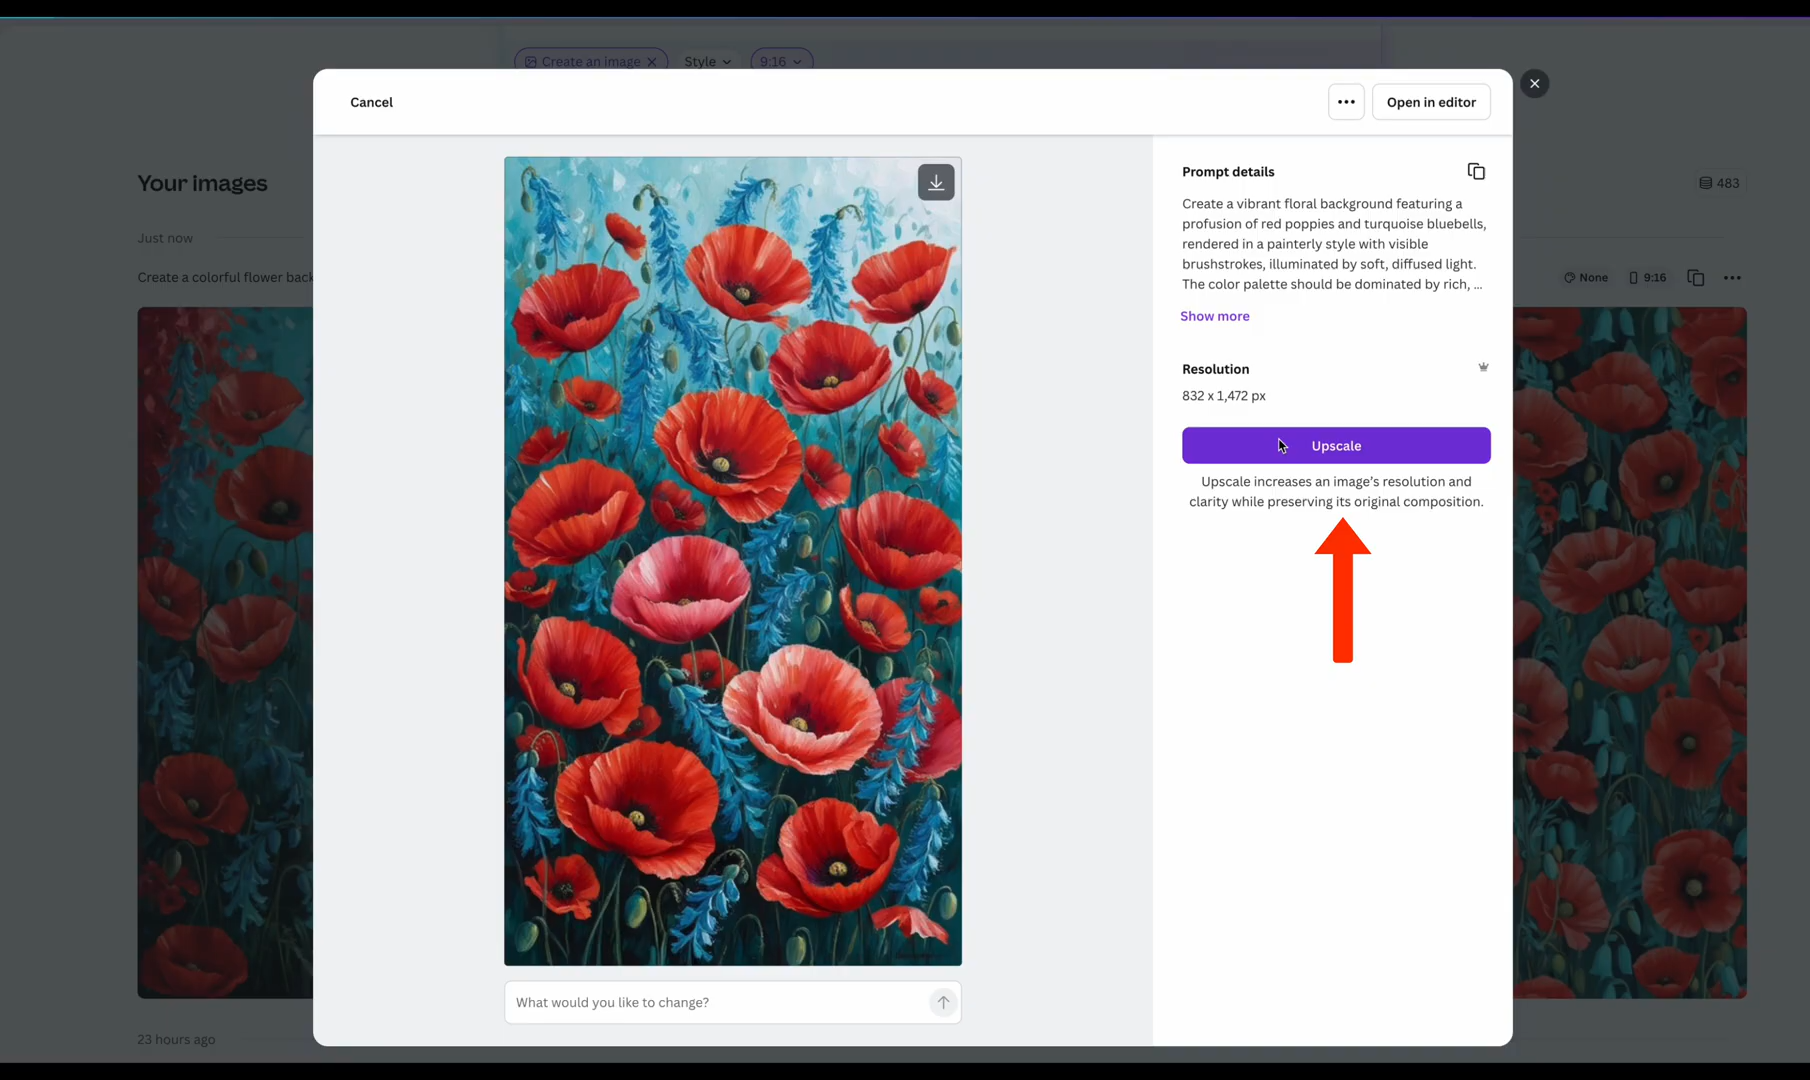 Create an image
Style
9:16
Cancel
Open in editor
Your images
483
Just now
Create a colorful flower back
None
9:16
Prompt details
Create a vibrant floral background featuring a
profusion of red poppies and turquoise bluebells,
rendered in a painterly style with visible
brushstrokes, illuminated by soft, diffused light.
The color palette should be dominated by rich, ...
Show more
Resolution
832 x 1,472 px
Upscale
Upscale increases an image's resolution and
clarity while preserving its original composition.
What would you like to change?
23 hours ago